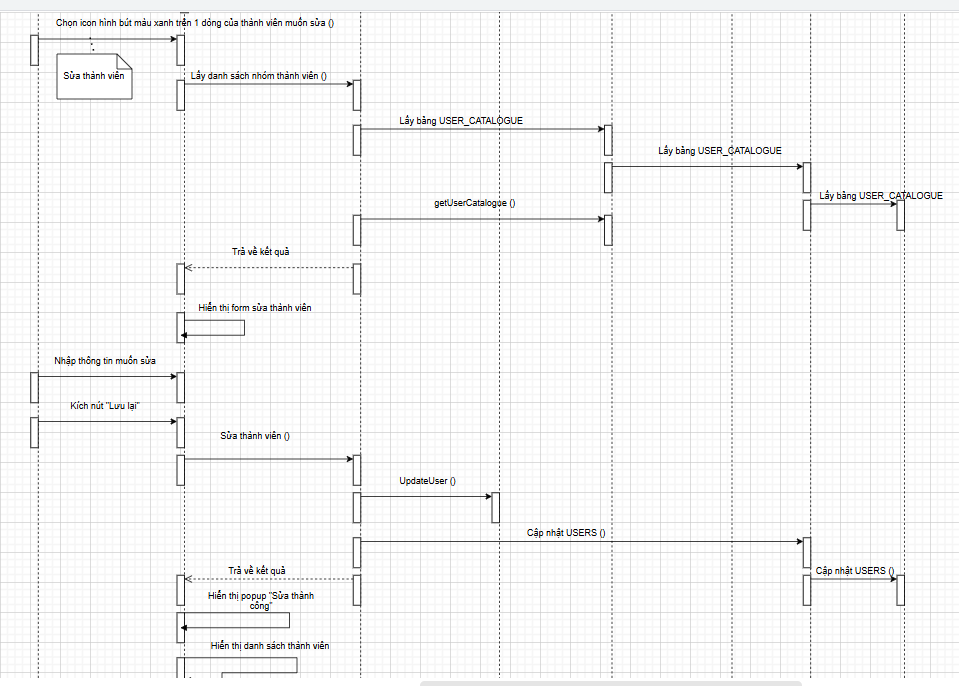 Chọn icon hình bút màu xanh trên 1 dòng của thành viên muốn sửa ()
Sửa thành viên
Lấy danh sách nhóm thành viên ()
Lấy bảng USER_CATALOGUE
Lấy bảng USER_CATALOGUE
Lấy bảng USER_CATALOGUE
getUserCatalogue ()
Trả về kết quả
Hiển thị form sửa thành viên
Nhập thông tin muốn sửa
Kích nút "Lưu lại"
Sửa thành viên ()
UpdateUser ()
Cập nhật USERS ()
Trả về kết quả
Cập nhật USERS ()
Hiển thị popup "Sửa thành
công"
Hiển thị danh sách thành viên